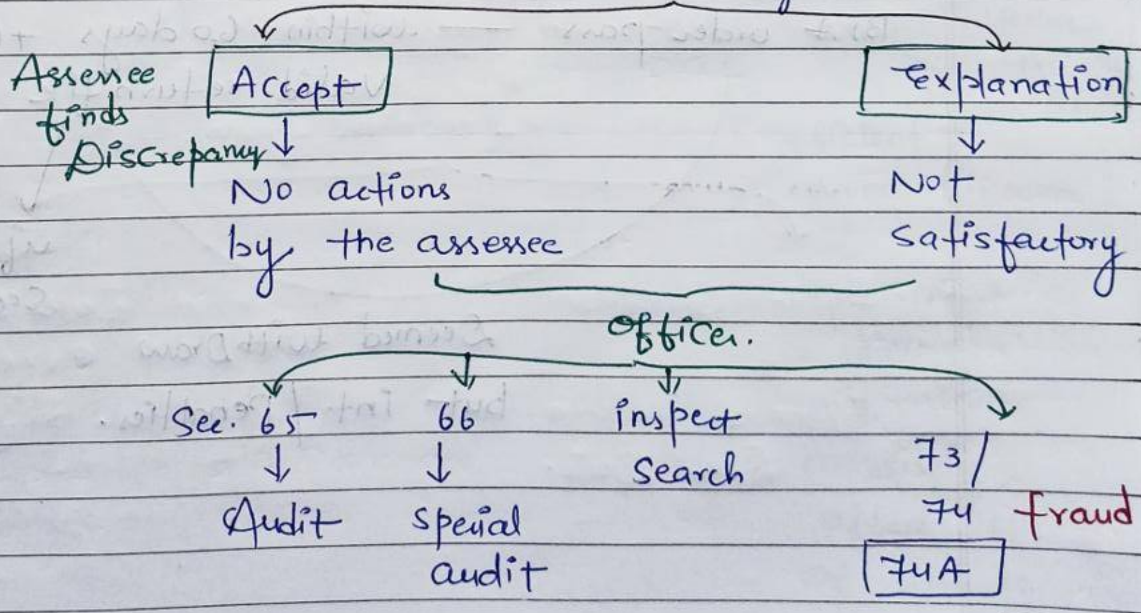 Assessee
finds
Discrepancy
Accept
Explanation
No actions
by the assessee
Not
satisfactory
Officer.
Sec. 65
66
inspect
search
73/
74 fraud
74A
Audit
special
audit